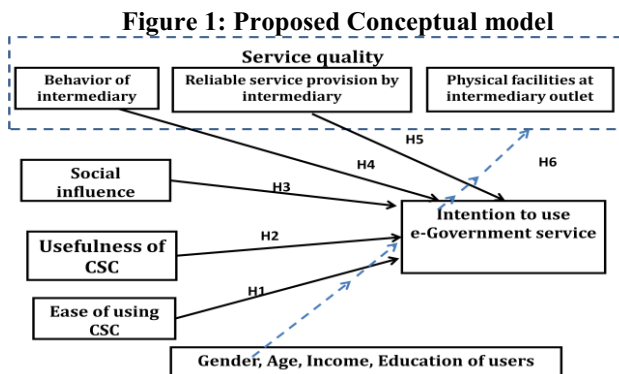 Figure 1: Proposed Conceptual model
Service quality
Behavior of
intermediary
Reliable service provision by
intermediary
Physical facilities at
intermediary outlet
H5
H4
H6
Social
influence
H3
Intention to use
e-Government service
Usefulness of
CSC
H2
Ease of using
CSC
H1
Gender, Age, Income, Education of users